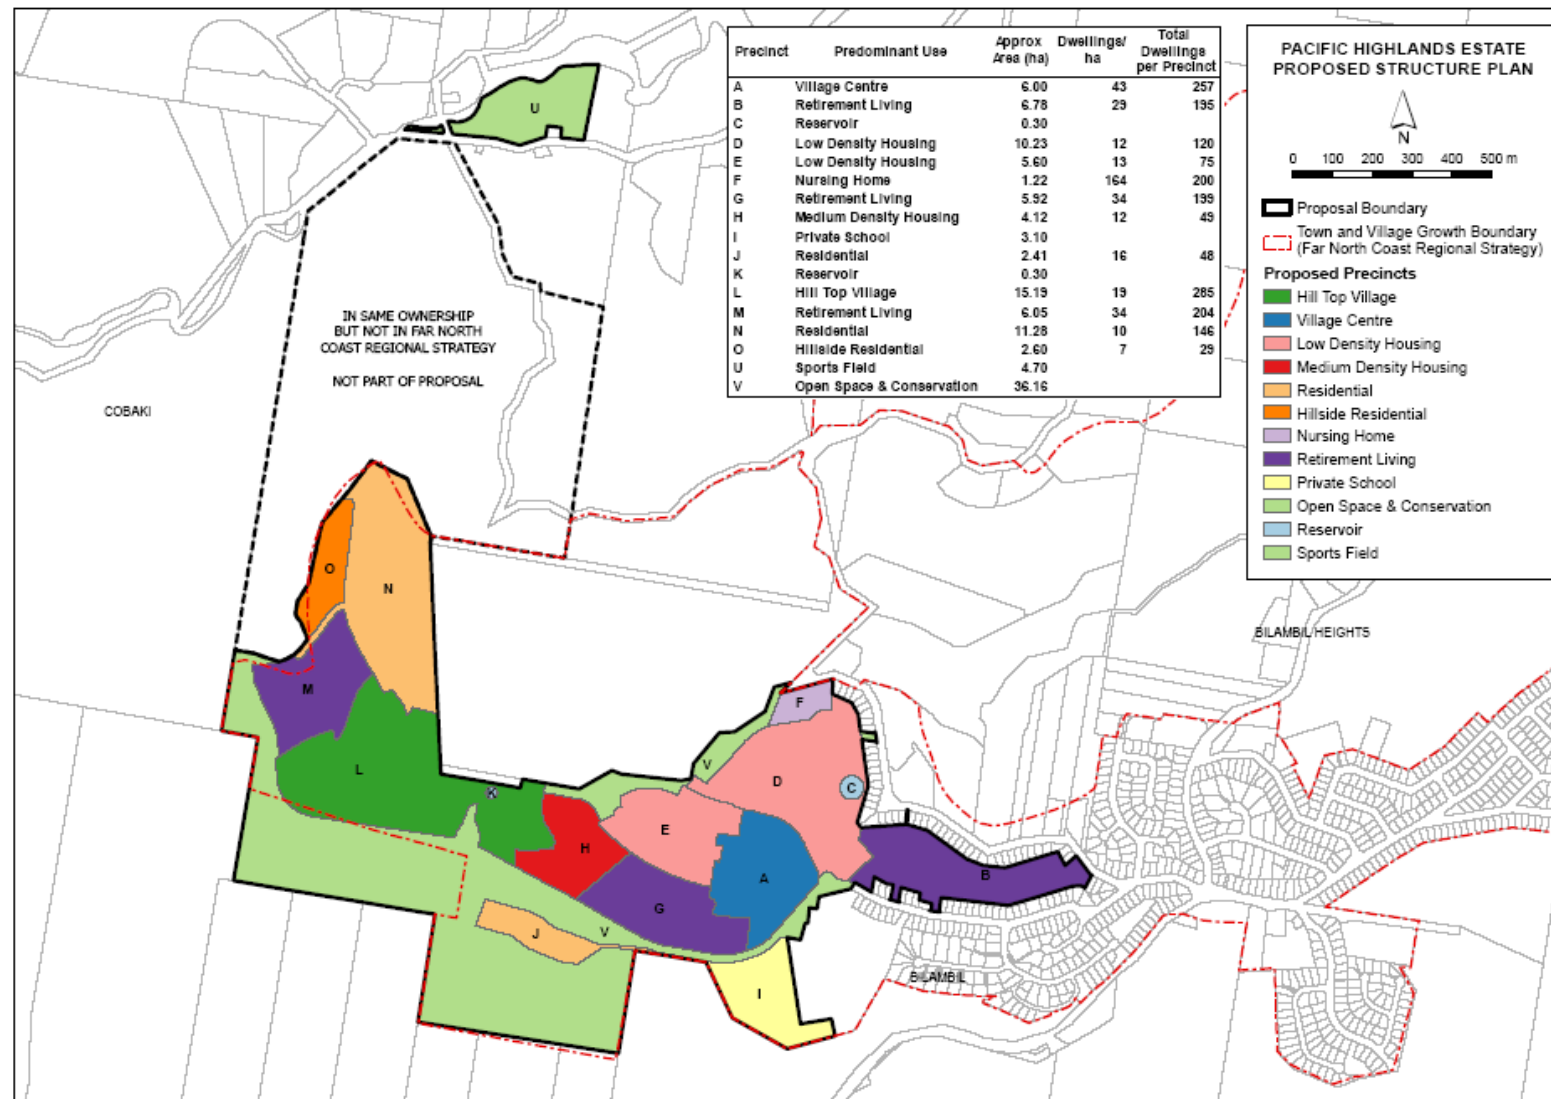 Precinct Predominant Use Approx Area (ha) Dwellings/ ha Total Dwellings per Precinct
A Village Centre 6.00 43 257
B Retirement Living 6.78 29 195
C Reservoir 0.30
D Low Density Housing 10.23 12 120
E Low Density Housing 5.60 13 75
F Nursing Home 1.22 164 200
G Retirement Living 5.92 34 199
H Medium Density Housing 4.12 12 49
I Private School 3.10
J Residential 2.41 16 48
K Reservoir 0.30
L Hill Top Village 15.19 19 285
M Retirement Living 6.05 34 204
N Residential 11.28 10 146
O Hillside Residential 2.60 7 29
U Sports Field 4.70
V Open Space & Conservation 36.16
PACIFIC HIGHLANDS ESTATE
PROPOSED STRUCTURE PLAN
N
0 100 200 300 400 500 m
Proposal Boundary
Town and Village Growth Boundary
(Far North Coast Regional Strategy)
Proposed Precincts
Hill Top Village
Village Centre
Low Density Housing
Medium Density Housing
Residential
Hillside Residential
Nursing Home
Retirement Living
Private School
Open Space & Conservation
Reservoir
Sports Field
U
IN SAME OWNERSHIP
BUT NOT IN FAR NORTH
COAST REGIONAL STRATEGY
NOT PART OF PROPOSAL
COBAKI
BILAMBIL HEIGHTS
O
N
M
F
L
V
D
K
C
E
H
A
B
G
J
V
BILAMBIL
I